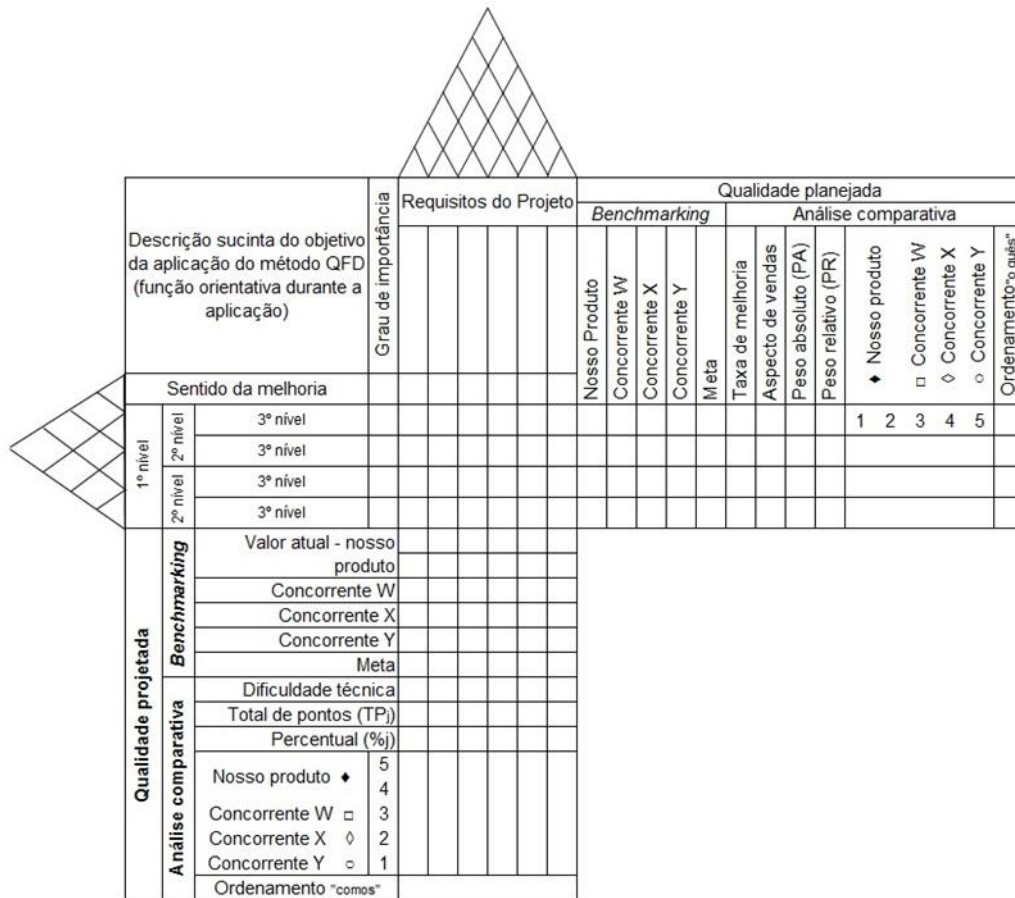 Descrição sucinta do objetivo
da aplicação do método QFD
(função orientativa durante a
aplicação)
Grau de importância
Requisitos do Projeto
Qualidade planejada
Benchmarking
Análise comparativa
Nosso Produto
Concorrente W
Concorrente X
Concorrente Y
Meta
Taxa de melhoria
Aspecto de vendas
Peso absoluto (PA)
Peso relativo (PR)
♦ Nosso produto
□ Concorrente W
◊ Concorrente X
○ Concorrente Y
Ordenamento "o quês"
Sentido da melhoria
1º nível
2º nível
3º nível
1 2 3 4 5
3º nível
2º nível
3º nível
3º nível
Qualidade projetada
Benchmarking
Valor atual - nosso
produto
Concorrente W
Concorrente X
Concorrente Y
Meta
Análise comparativa
Dificuldade técnica
Total de pontos (TPj)
Percentual (%j)
Nosso produto ♦
5
4
Concorrente W □ 3
Concorrente X ◊ 2
Concorrente Y ○ 1
Ordenamento "comos"